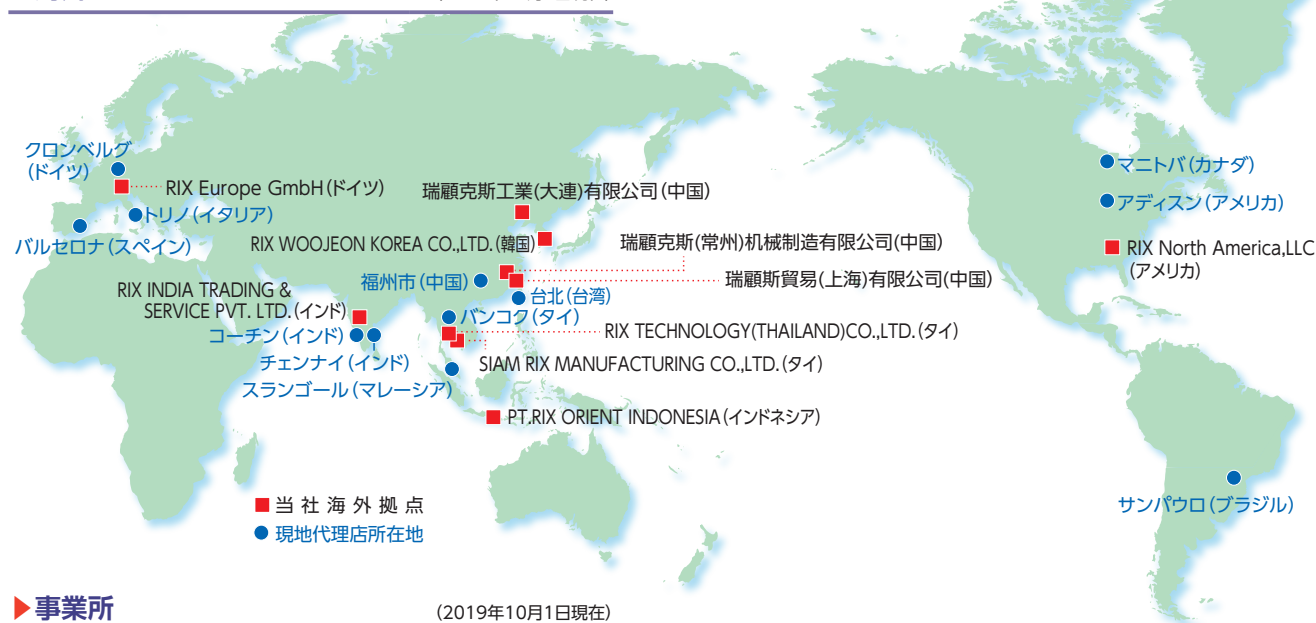 クロンベルグ
(ドイツ)
RIX Europe GmbH(ドイツ)
トリノ(イタリア)
バルセロナ(スペイン)
瑞顧克斯工業(大連)有限公司(中国)
RIX WOOJEON KOREA CO.,LTD.(韓国)
瑞顧克斯(常州)机械制造有限公司(中国)
福州市(中国)
瑞顧斯貿易(上海)有限公司(中国)
台北(台湾)
RIX INDIA TRADING &
SERVICE PVT. LTD.(インド)
バンコク(タイ)
コーチン(インド)
RIX TECHNOLOGY(THAILAND)CO.,LTD.(タイ)
チェンナイ(インド)
SIAM RIX MANUFACTURING CO.,LTD.(タイ)
スランゴール(マレーシア)
PT.RIX ORIENT INDONESIA(インドネシア)
マニトバ(カナダ)
アディスン(アメリカ)
RIX North America,LLC
(アメリカ)
サンパウロ(ブラジル)
当社海外拠点
現地代理店所在地
事業所
(2019年10月1日現在)